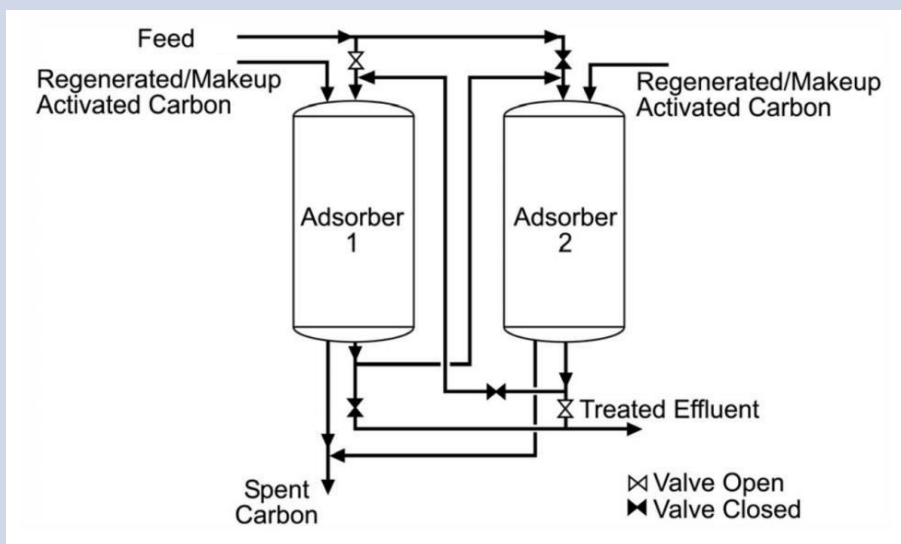 Feed
Regenerated/Makeup
Activated Carbon
Regenerated/Makeup
Activated Carbon
Adsorber
1
Adsorber
2
Treated Effluent
Spent
Carbon
Valve Open
Valve Closed